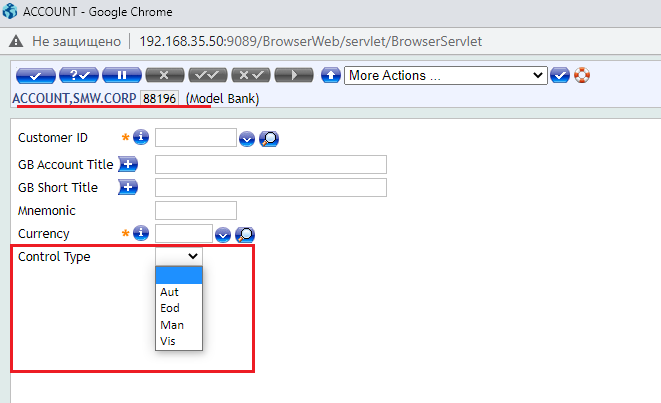 ACCOUNT - Google Chrome
Не защищено 192.168.35.50:9089/BrowserWeb/servlet/BrowserServlet
More Actions ...
ACCOUNT,SMW.CORP 88196 (Model Bank)
Customer ID *
GB Account Title
GB Short Title
Mnemonic
Currency *
Control Type
Aut
Eod
Man
Vis